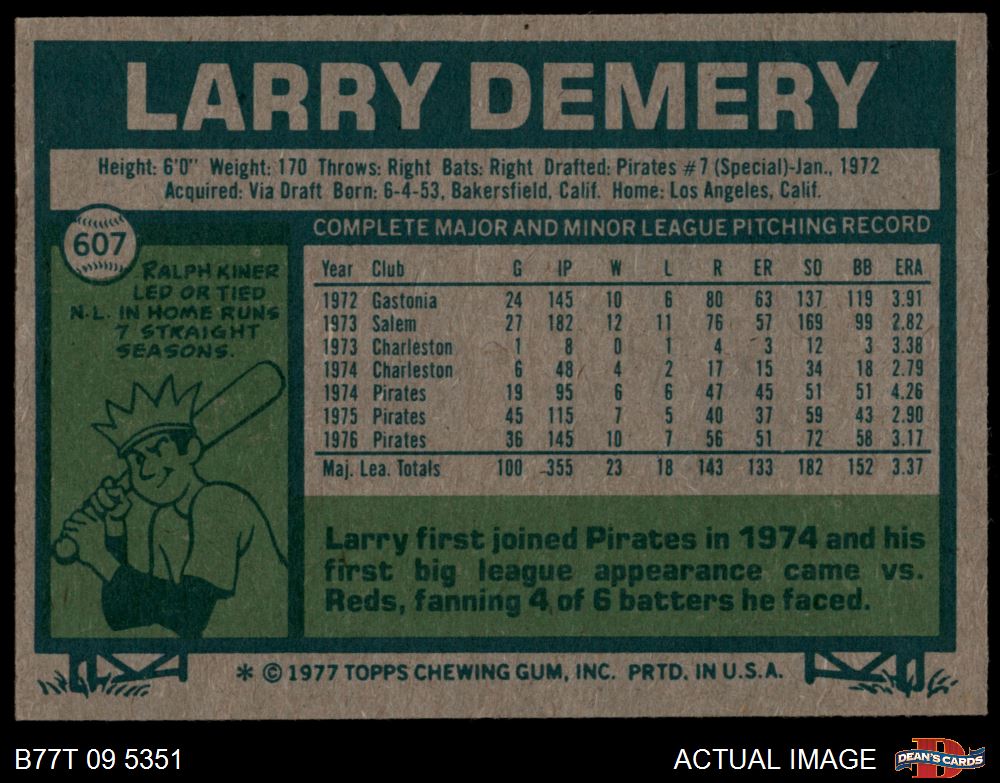 LARRY DEMERY
Height: 6'0" Weight: 170 Throws: Right Bats: Right Drafted: Pirates #7 (Special)-Jan., 1972
Acquired: Via Draft Born: 6-4-53, Bakersfield, Calif. Home: Los Angeles, Calif.
607
RALPH KINER
LED OR TIED
N.L. IN HOME RUNS
7 STRAIGHT
SEASONS.
COMPLETE MAJOR AND MINOR LEAGUE PITCHING RECORD
Year Club G IP W L R ER SO BB ERA
1972 Gastonia 24 145 10 6 80 63 137 119 3.91
1973 Salem 27 182 12 11 76 57 169 99 2.82
1973 Charleston 1 8 0 1 4 3 12 3 3.38
1974 Charleston 6 48 4 2 17 15 34 18 2.79
1974 Pirates 19 95 6 6 47 45 51 51 4.26
1975 Pirates 45 115 7 5 40 37 59 43 2.90
1976 Pirates 36 145 10 7 56 51 72 58 3.17
Maj. Lea. Totals 100 355 23 18 143 133 182 152 3.37
Larry first joined Pirates in 1974 and his
first big league appearance came vs.
Reds, fanning 4 of 6 batters he faced.
* © 1977 TOPPS CHEWING GUM, INC. PRTD. IN U.S.A.
B77T 09 5351
ACTUAL IMAGE
D
DEAN'S CARDS